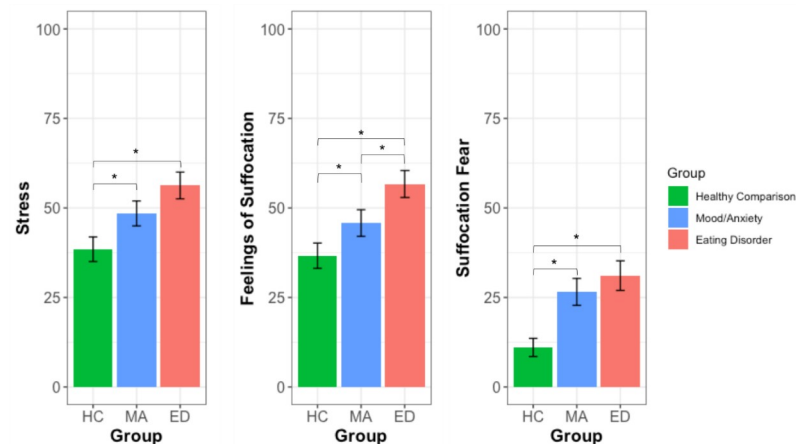 Stress
100
75
50
25
0
*
*
HC MA ED
Group
Feelings of Suffocation
100
75
50
25
0
*
*
*
HC MA ED
Group
Suffocation Fear
100
75
50
25
0
*
*
HC MA ED
Group
Group
Healthy Comparison
Mood/Anxiety
Eating Disorder